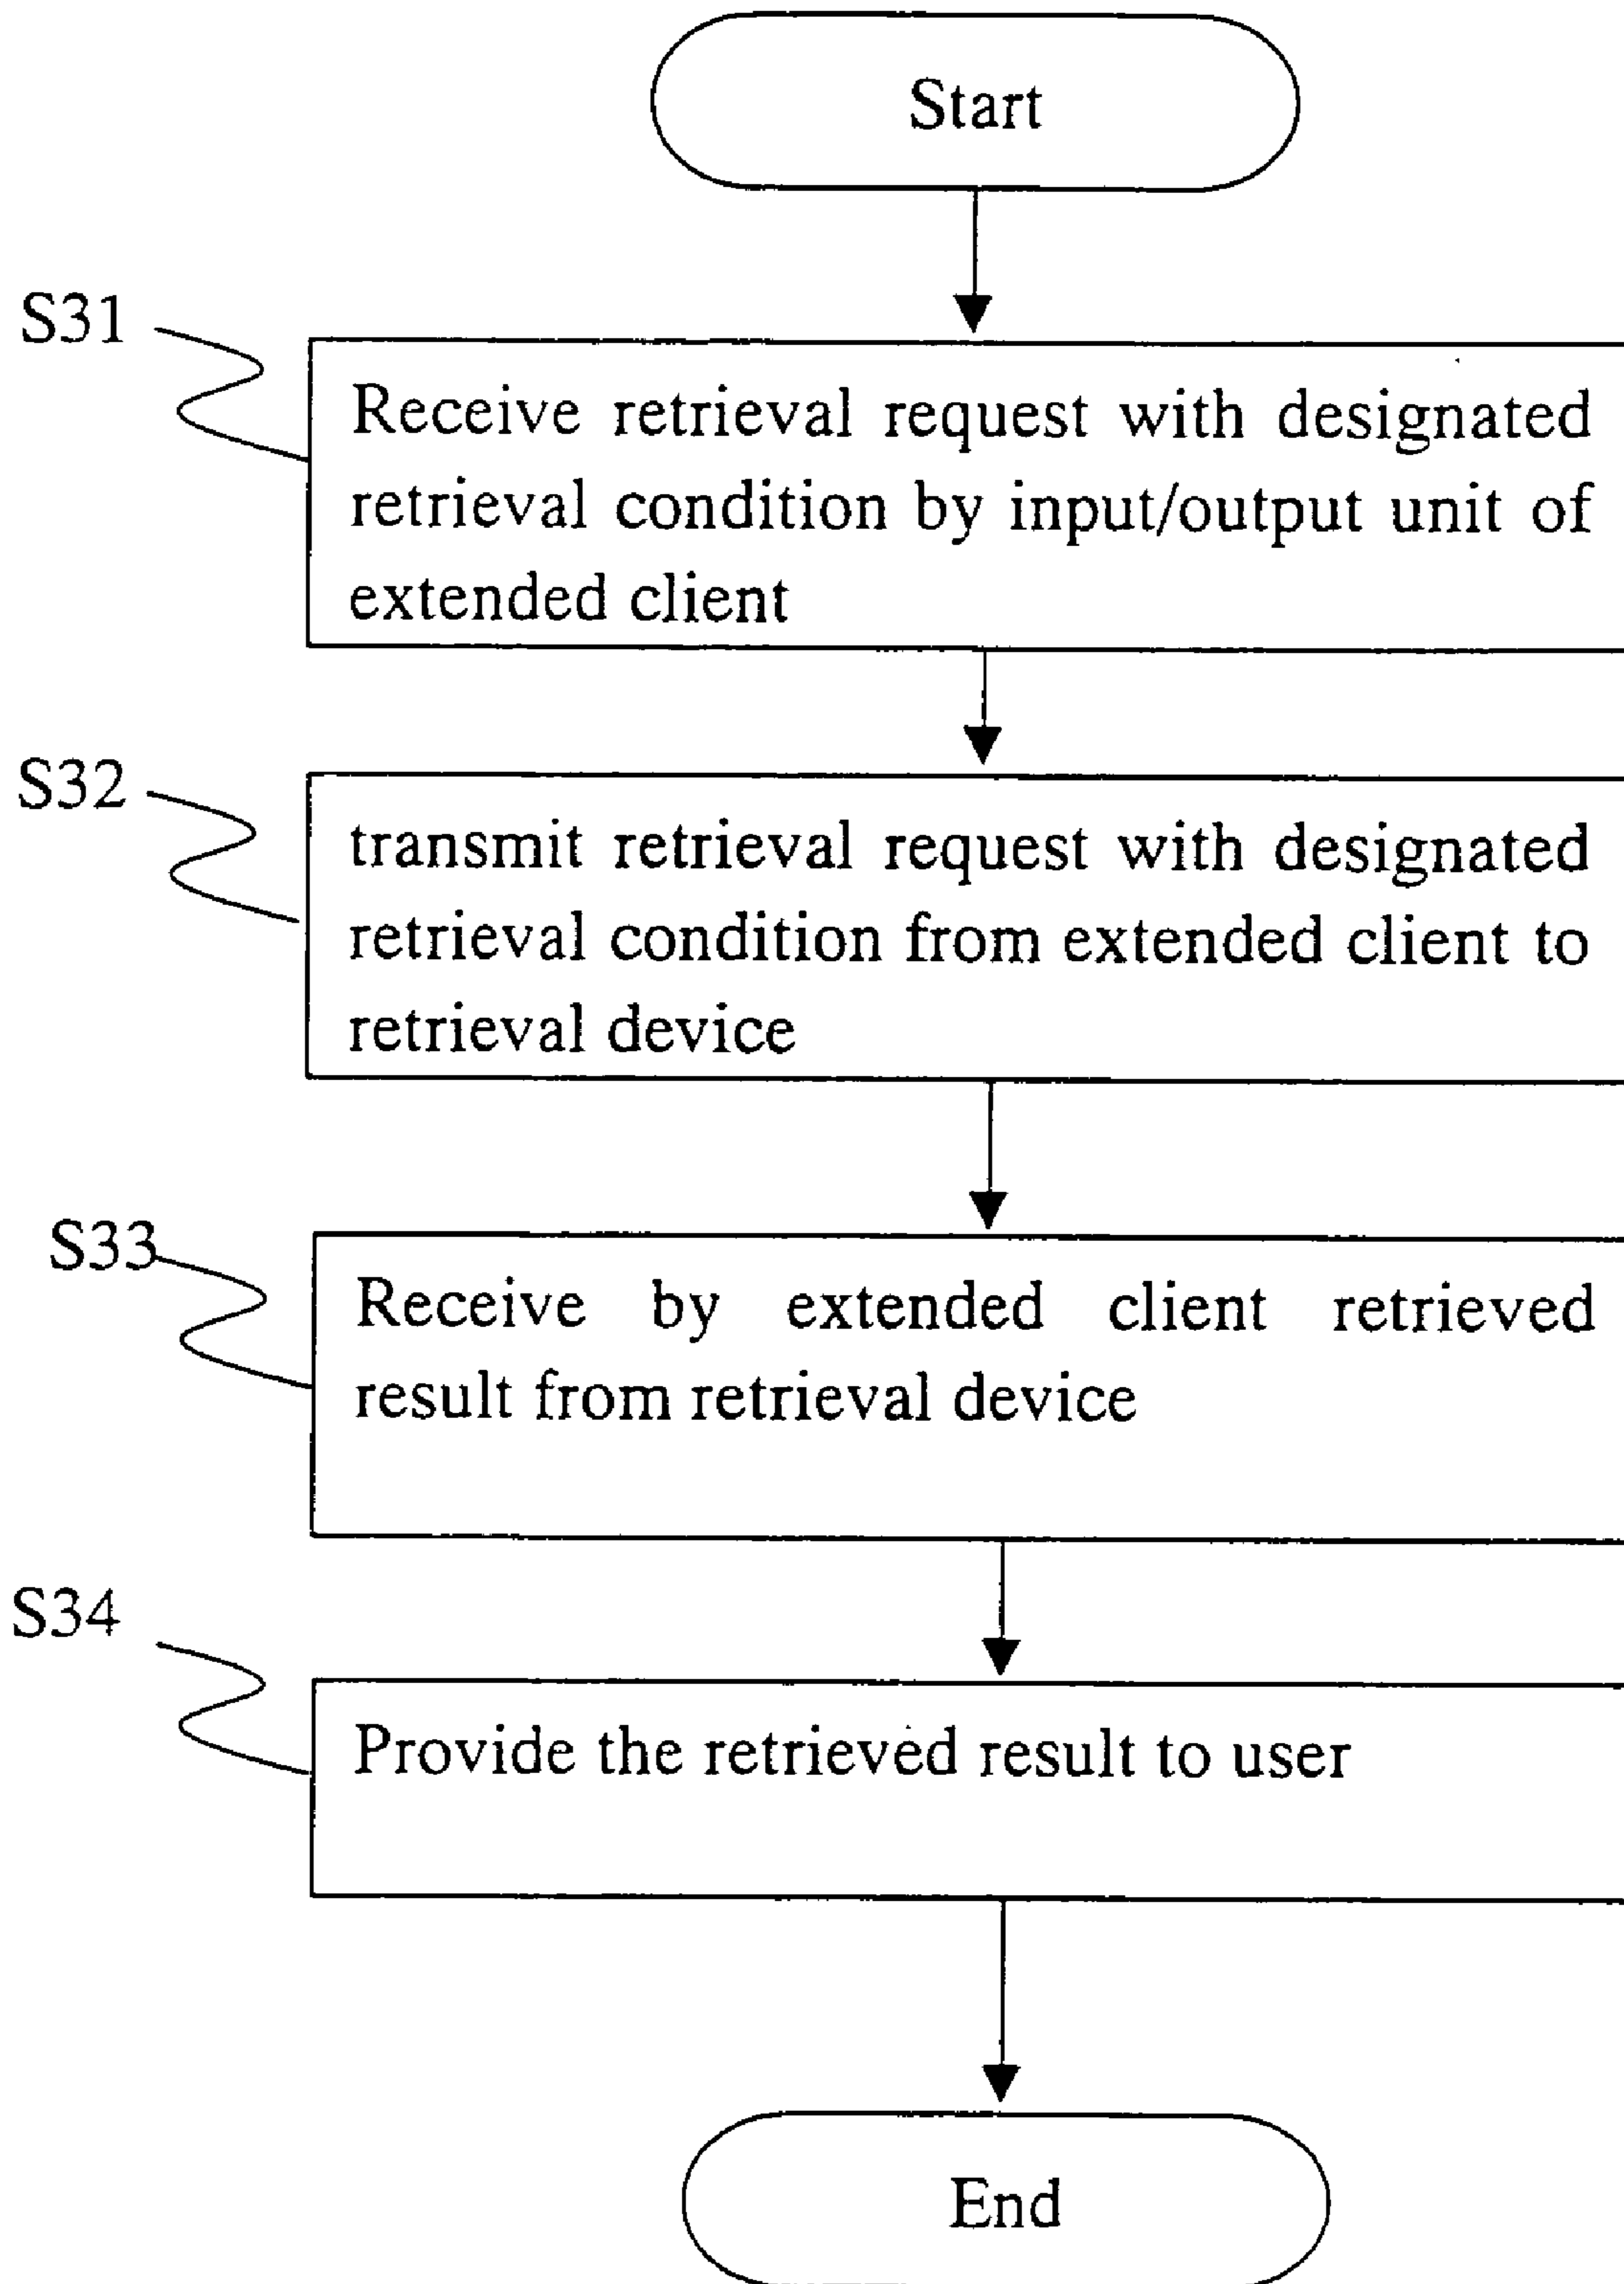 Start
S31
Receive retrieval request with designated
retrieval condition by input/output unit of
extended client
S32
transmit retrieval request with designated
retrieval condition from extended client to
retrieval device
S33
Receive by extended client retrieved
result from retrieval device
S34
Provide the retrieved result to user
End